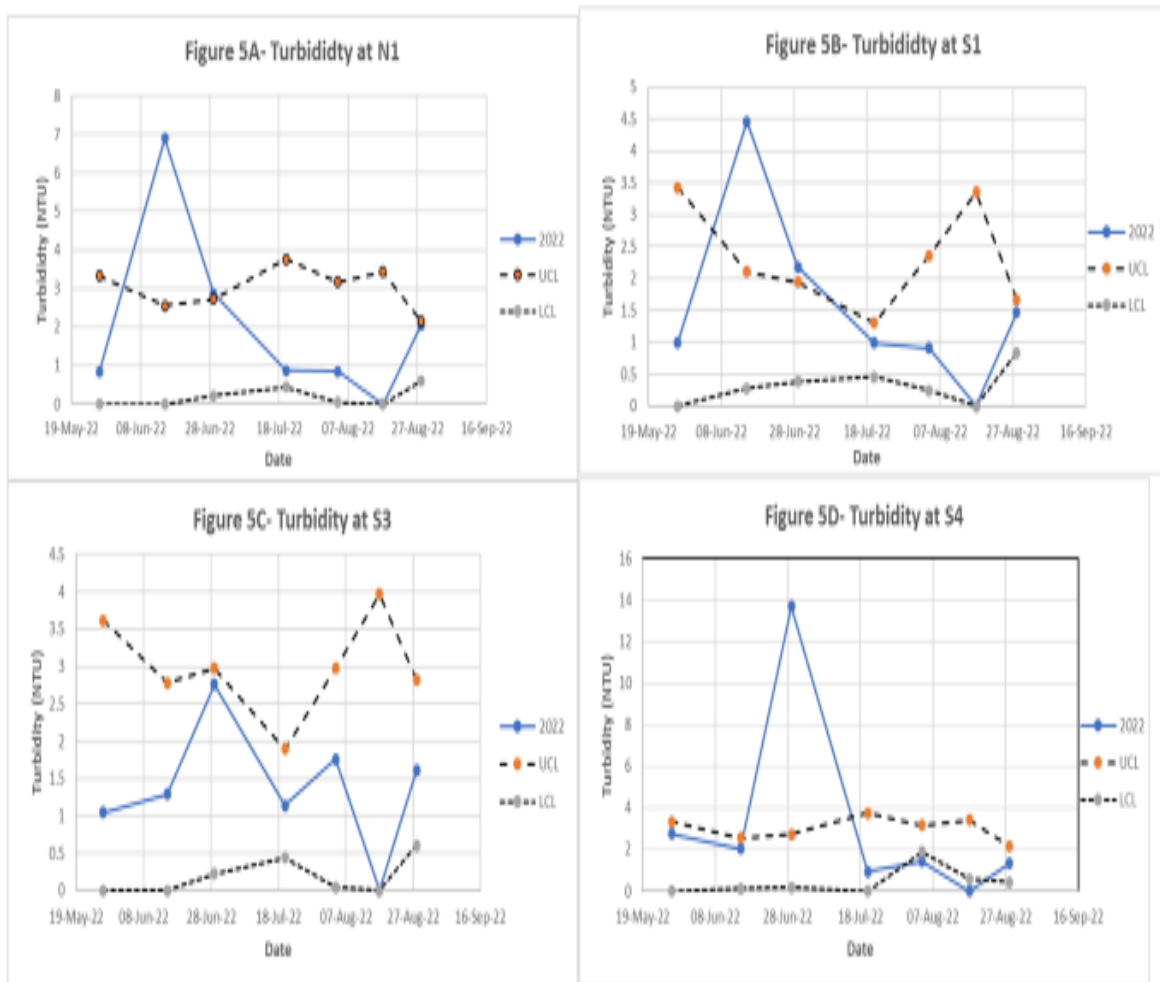 Figure 5A- Turbididty at N1
8
7
6
5
4
3
2
1
0
Turbididty (NTU)
19-May-22 08-Jun-22 28-Jun-22 18-Jul-22 07-Aug-22 27-Aug-22 16-Sep-22
Date
2022
UCL
LCL
Figure 5B- Turbididty at S1
5
4.5
4
3.5
3
2.5
2
1.5
1
0.5
0
Turbidity (NTU)
19-May-22 08-Jun-22 28-Jun-22 18-Jul-22 07-Aug-22 27-Aug-22 16-Sep-22
Date
2022
UCL
LCL
Figure 5C- Turbidity at S3
4.5
4
3.5
3
2.5
2
1.5
1
0.5
0
Turbidity (NTU)
19-May-22 08-Jun-22 28-Jun-22 18-Jul-22 07-Aug-22 27-Aug-22 16-Sep-22
Date
2022
UCL
LCL
Figure 5D- Turbidity at S4
16
14
12
10
8
6
4
2
0
Turbidity (NTU)
19-May-22 08-Jun-22 28-Jun-22 18-Jul-22 07-Aug-22 27-Aug-22 16-Sep-22
Date
2022
UCL
LCL